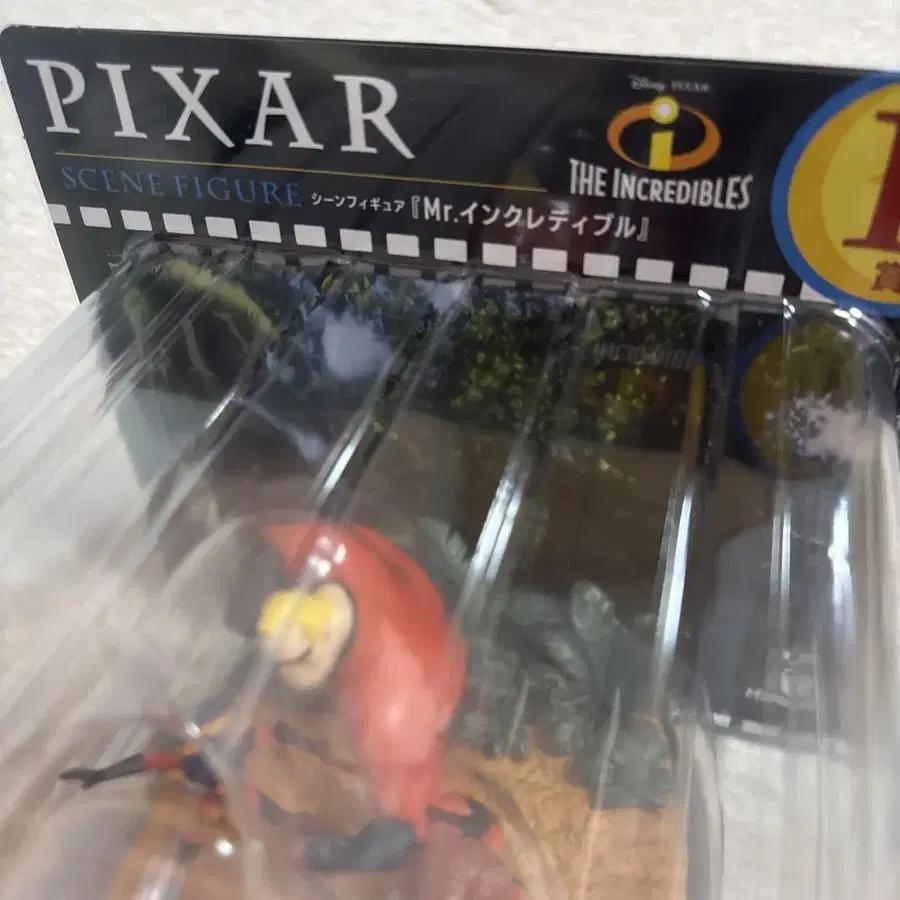 PIXAR
SCENE FIGURE シーンフィギュア『Mr.インクレディブル』
Disney PIXAR
THE INCREDIBLES
賞